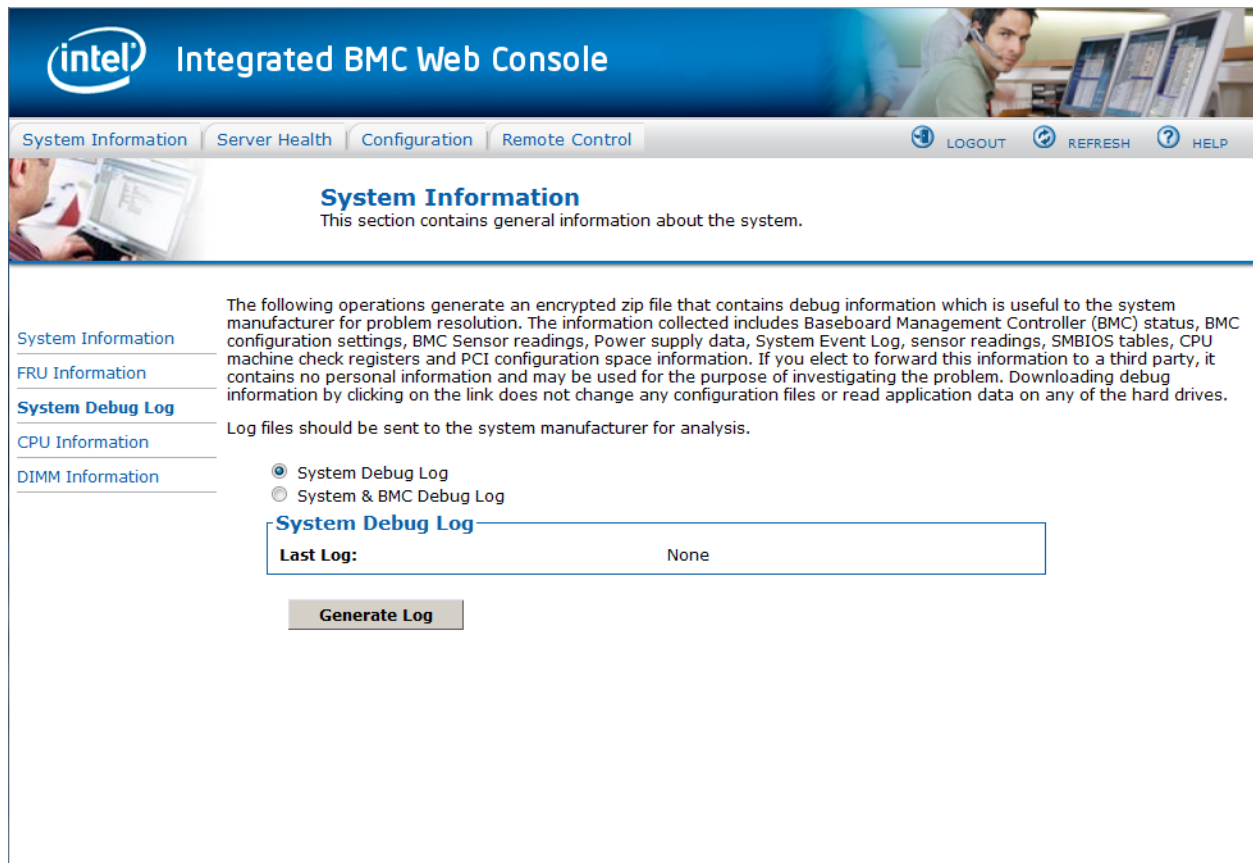 intel Integrated BMC Web Console
System Information Server Health Configuration Remote Control LOGOUT REFRESH HELP
System Information
This section contains general information about the system.
System Information
FRU Information
System Debug Log
CPU Information
DIMM Information
The following operations generate an encrypted zip file that contains debug information which is useful to the system
manufacturer for problem resolution. The information collected includes Baseboard Management Controller (BMC) status, BMC
configuration settings, BMC Sensor readings, Power supply data, System Event Log, sensor readings, SMBIOS tables, CPU
machine check registers and PCI configuration space information. If you elect to forward this information to a third party, it
contains no personal information and may be used for the purpose of investigating the problem. Downloading debug
information by clicking on the link does not change any configuration files or read application data on any of the hard drives.
Log files should be sent to the system manufacturer for analysis.
System Debug Log
System & BMC Debug Log
System Debug Log
Last Log: None
Generate Log